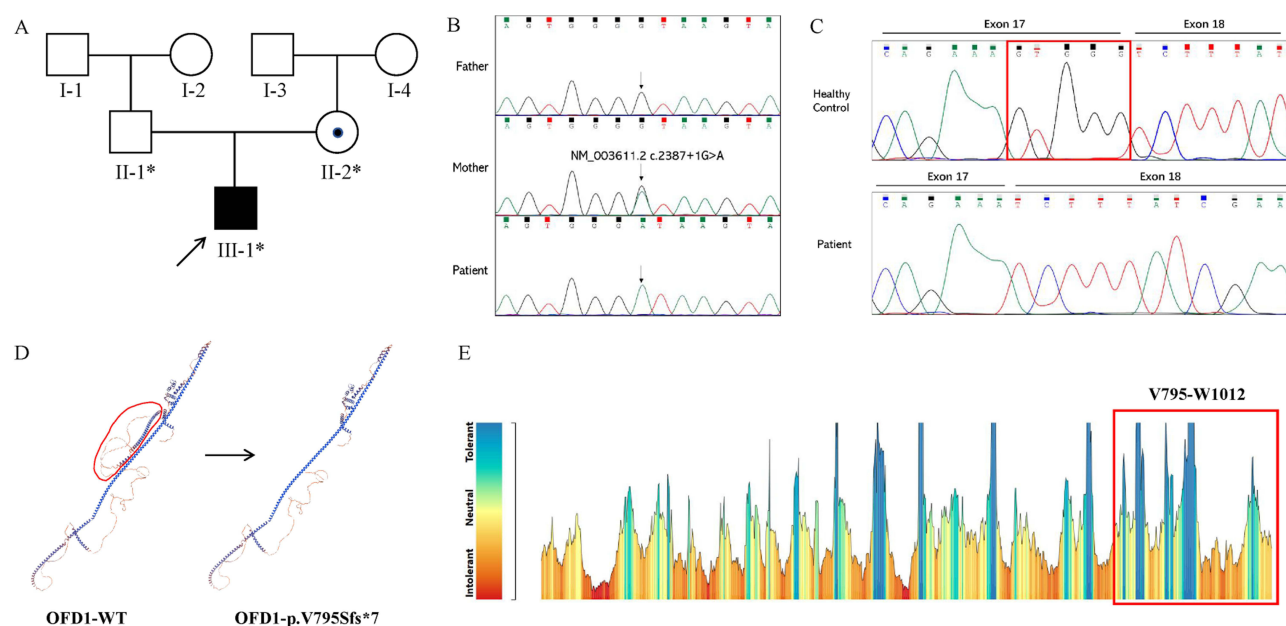 A
I-1
I-2
I-3
I-4
II-1*
II-2*
III-1*
B
A G T G G G G T A A G T A
Father
A G T G G G G T A A G T A
Mother
NM_003611.2 c.2387+1G>A
A G T G G G A T A A G T A
Patient
C
Exon 17
Exon 18
C A G A A A G T G G G T C T T T A T
Healthy
Control
Exon 17
Exon 18
C A G A A A T C T T T A T C G A A
Patient
D
OFD1-WT
OFD1-p.V795Sfs*7
E
V795-W1012
Tolerant
Neutral
Intolerant